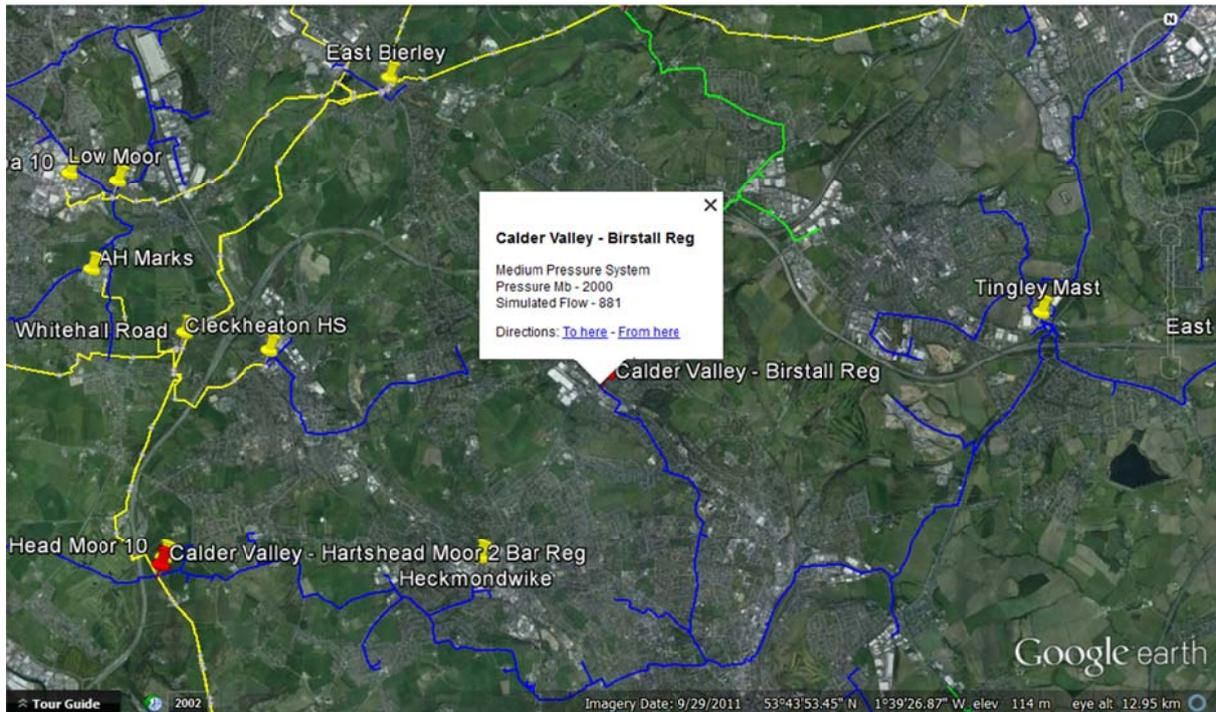 East Bierley
N
oa 10
Low Moor
AH Marks
Calder Valley - Birstall Reg
Medium Pressure System
Pressure Mb - 2000
Simulated Flow - 881
Directions: To here - From here
Tingley Mast
Whitehall Road
Cleckheaton HS
East
Calder Valley - Birstall Reg
Head Moor 10
Calder Valley - Hartshead Moor 2 Bar Reg
Heckmondwike
Google earth
Tour Guide
2002
Imagery Date: 9/29/2011 53°43'53.45" N 1°39'26.87" W elev 114 m eye alt 12.95 km